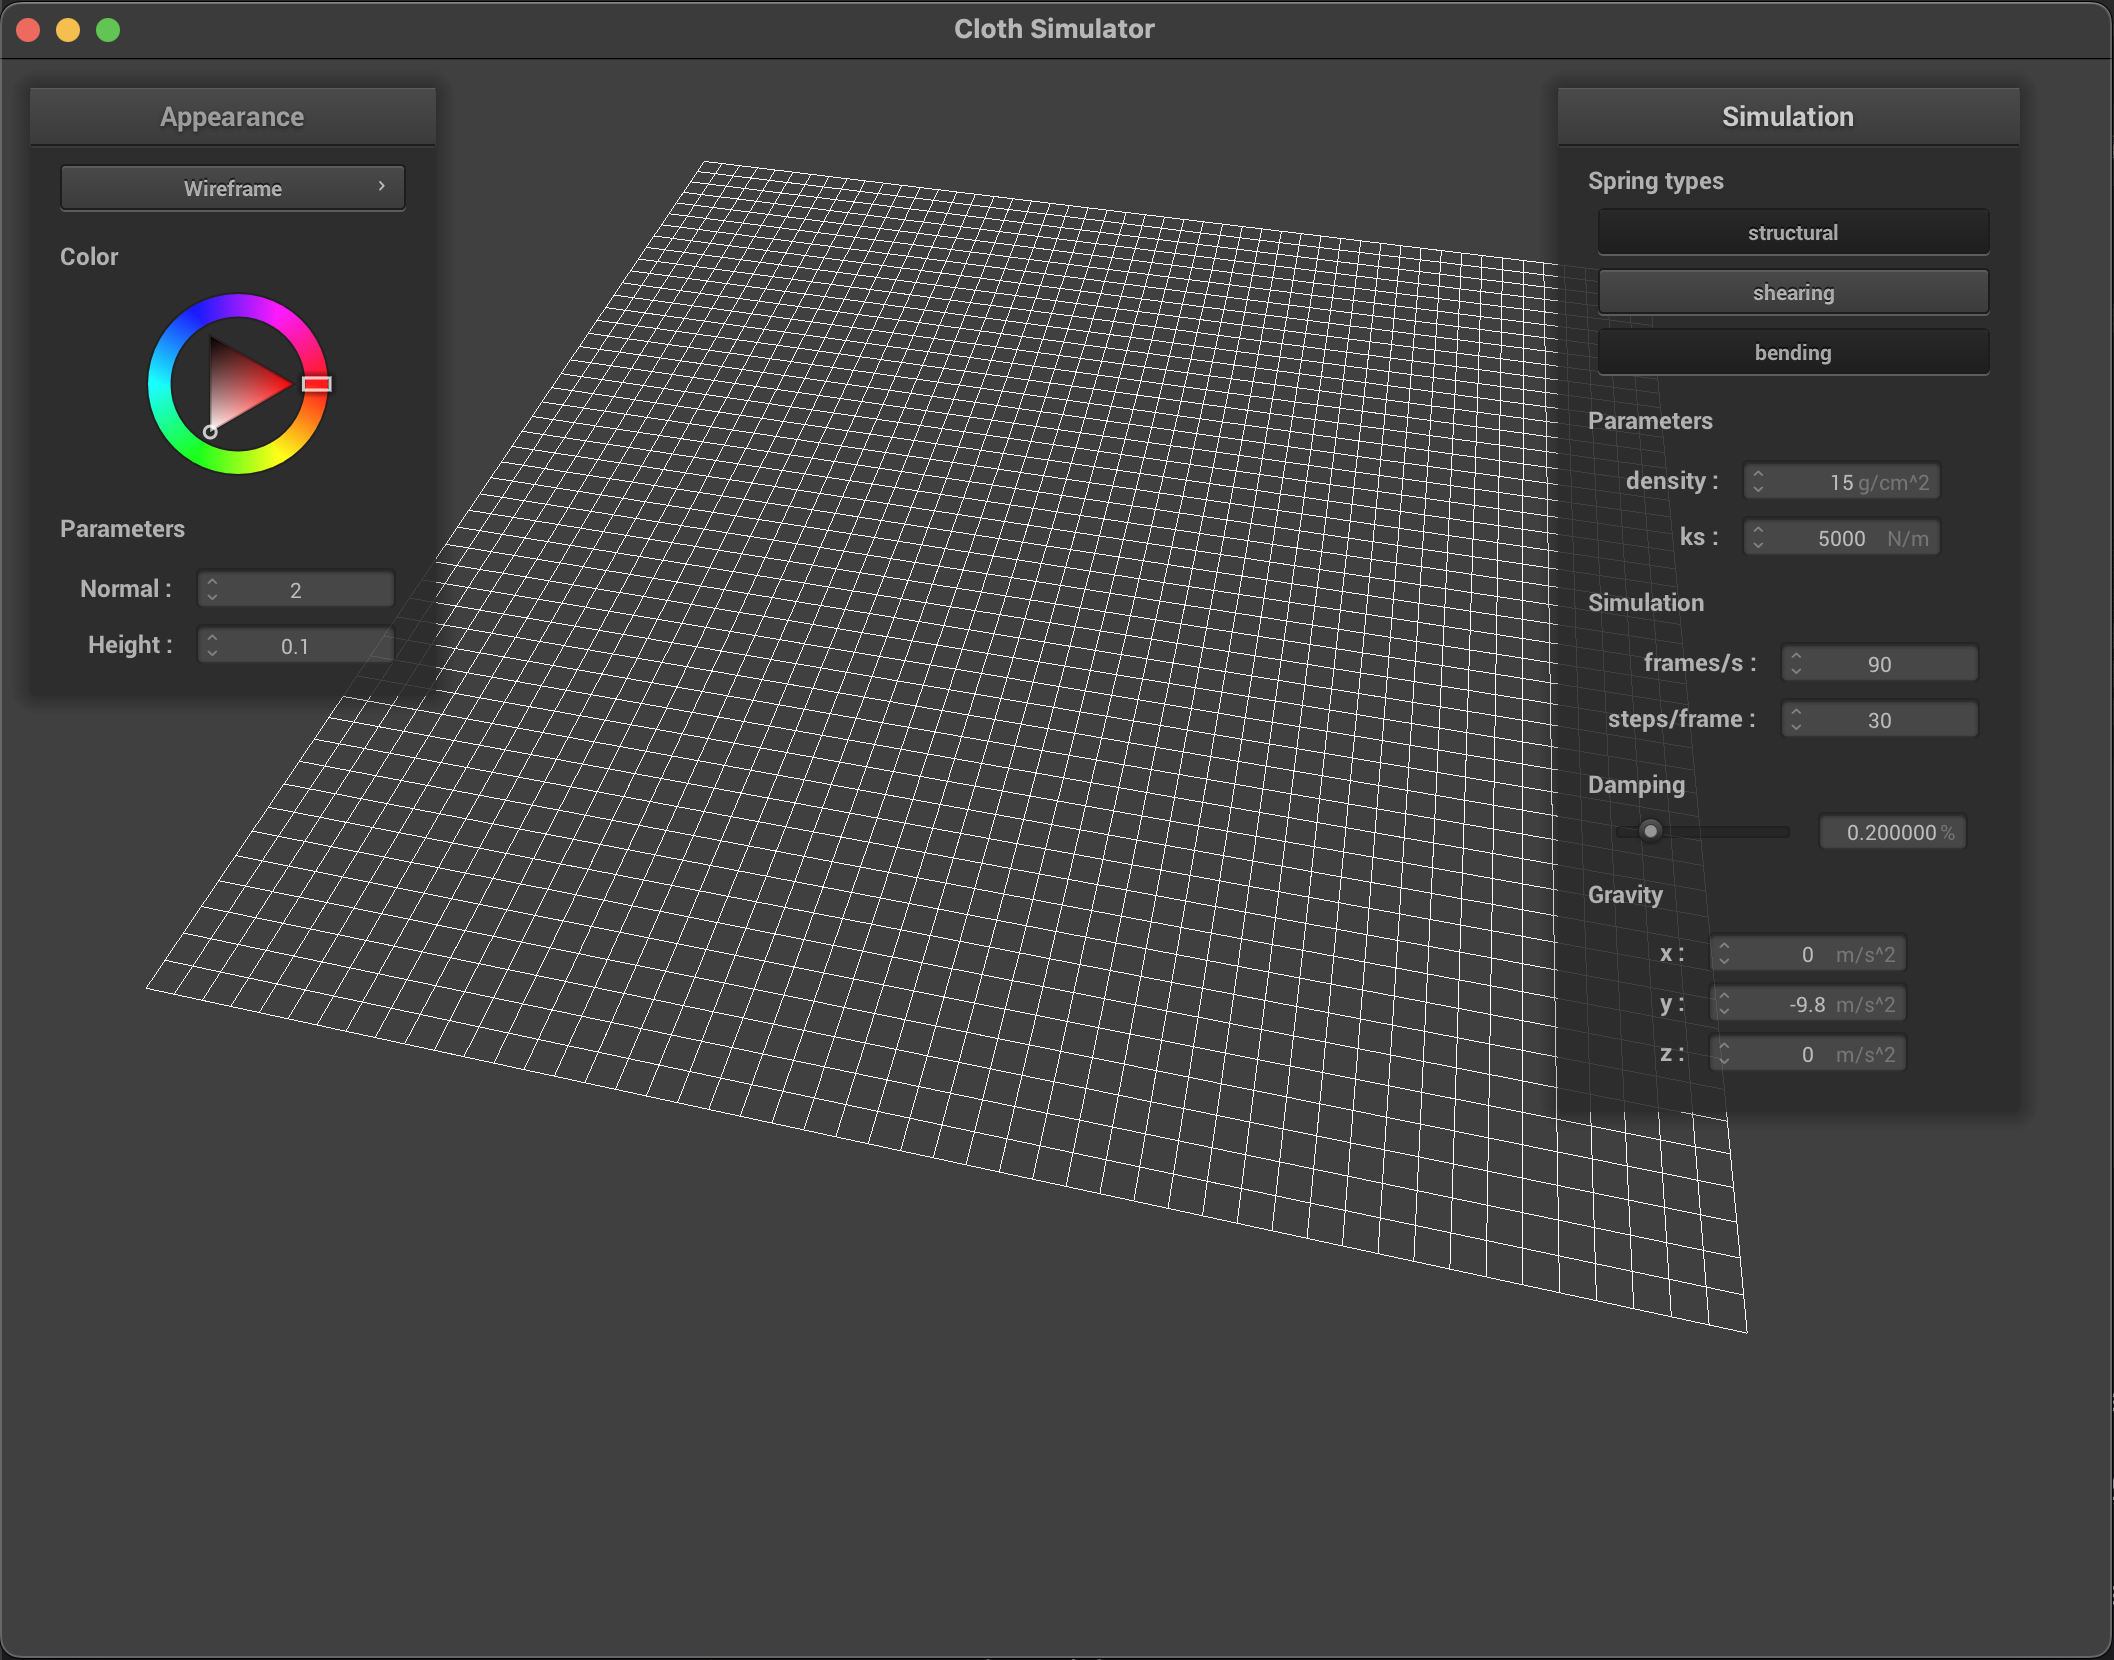 Cloth Simulator
Appearance
Wireframe
Color
Parameters
Normal : 2
Height : 0.1
Simulation
Spring types
structural
shearing
bending
Parameters
density : 15 g/cm^2
ks : 5000 N/m
Simulation
frames/s : 90
steps/frame : 30
Damping
0.200000 %
Gravity
x : 0 m/s^2
y : -9.8 m/s^2
z : 0 m/s^2